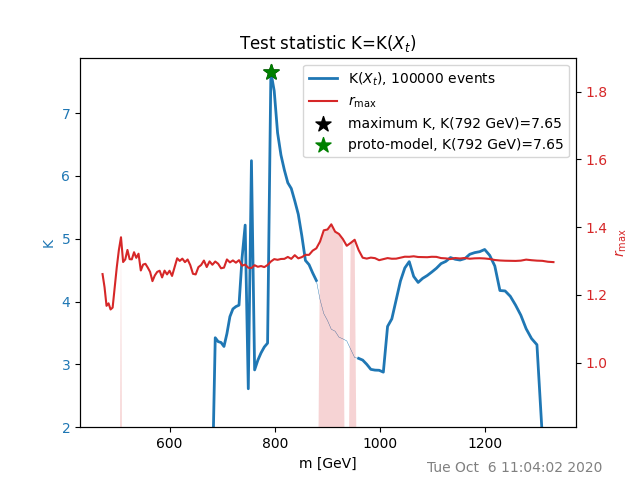 Test statistic K=K(Xₜ)
K(Xₜ), 100000 events
r_max
maximum K, K(792 GeV)=7.65
proto-model, K(792 GeV)=7.65
7
6
5
4
3
2
K
1.8
1.6
1.4
1.2
1.0
r_max
600
800
1000
1200
m [GeV]
Tue Oct  6 11:04:02 2020